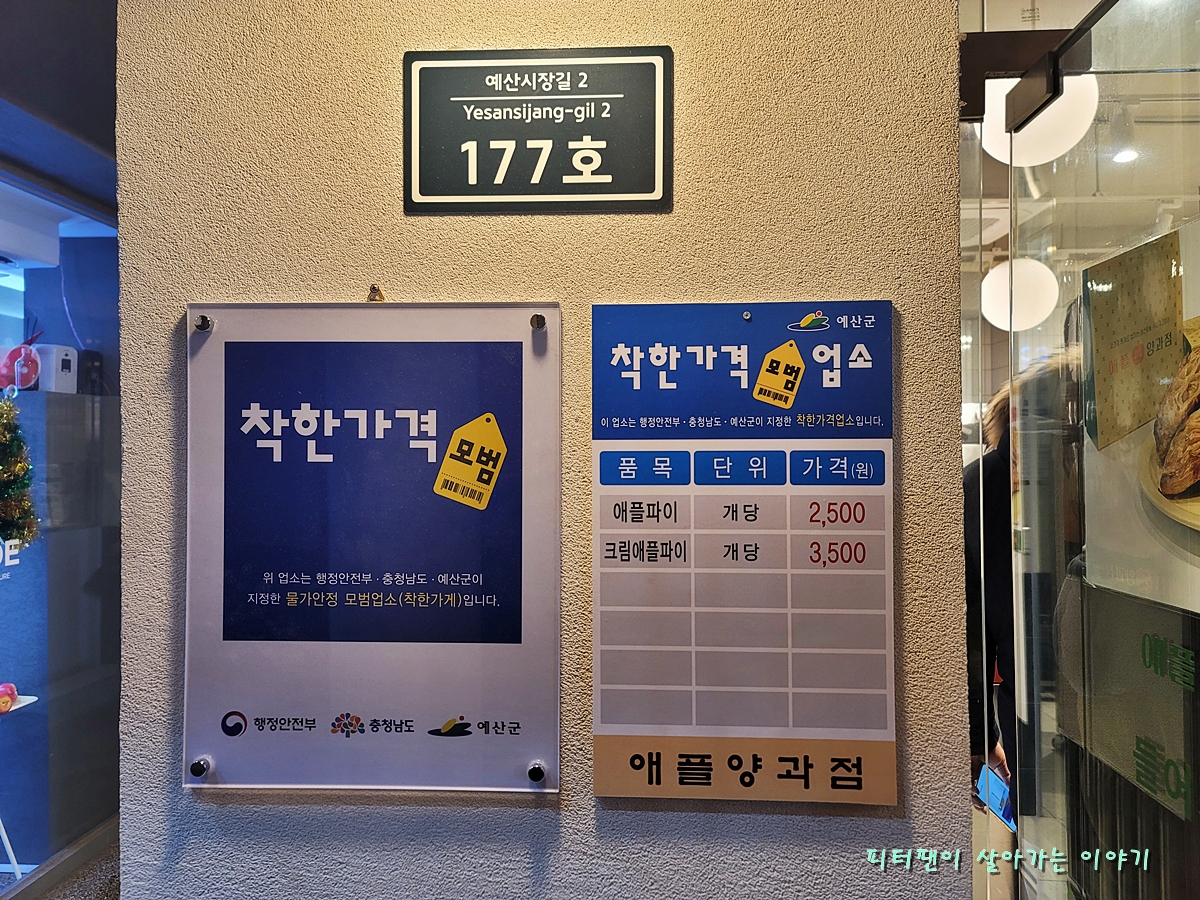 예산시장길 2
Yesansijang-gil 2
177호
착한가격 모범
위 업소는 행정안전부·충청남도·예산군이
지정한 물가안정 모범업소(착한가게)입니다.
행정안전부 충청남도 예산군
예산군
착한가격 모범 업소
이 업소는 행정안전부·충청남도·예산군이 지정한 착한가격업소입니다.
품목 단위 가격(원)
애플파이 개당 2,500
크림애플파이 개당 3,500
애플양과점
양과점
애플
피터팬이 살아가는 이야기